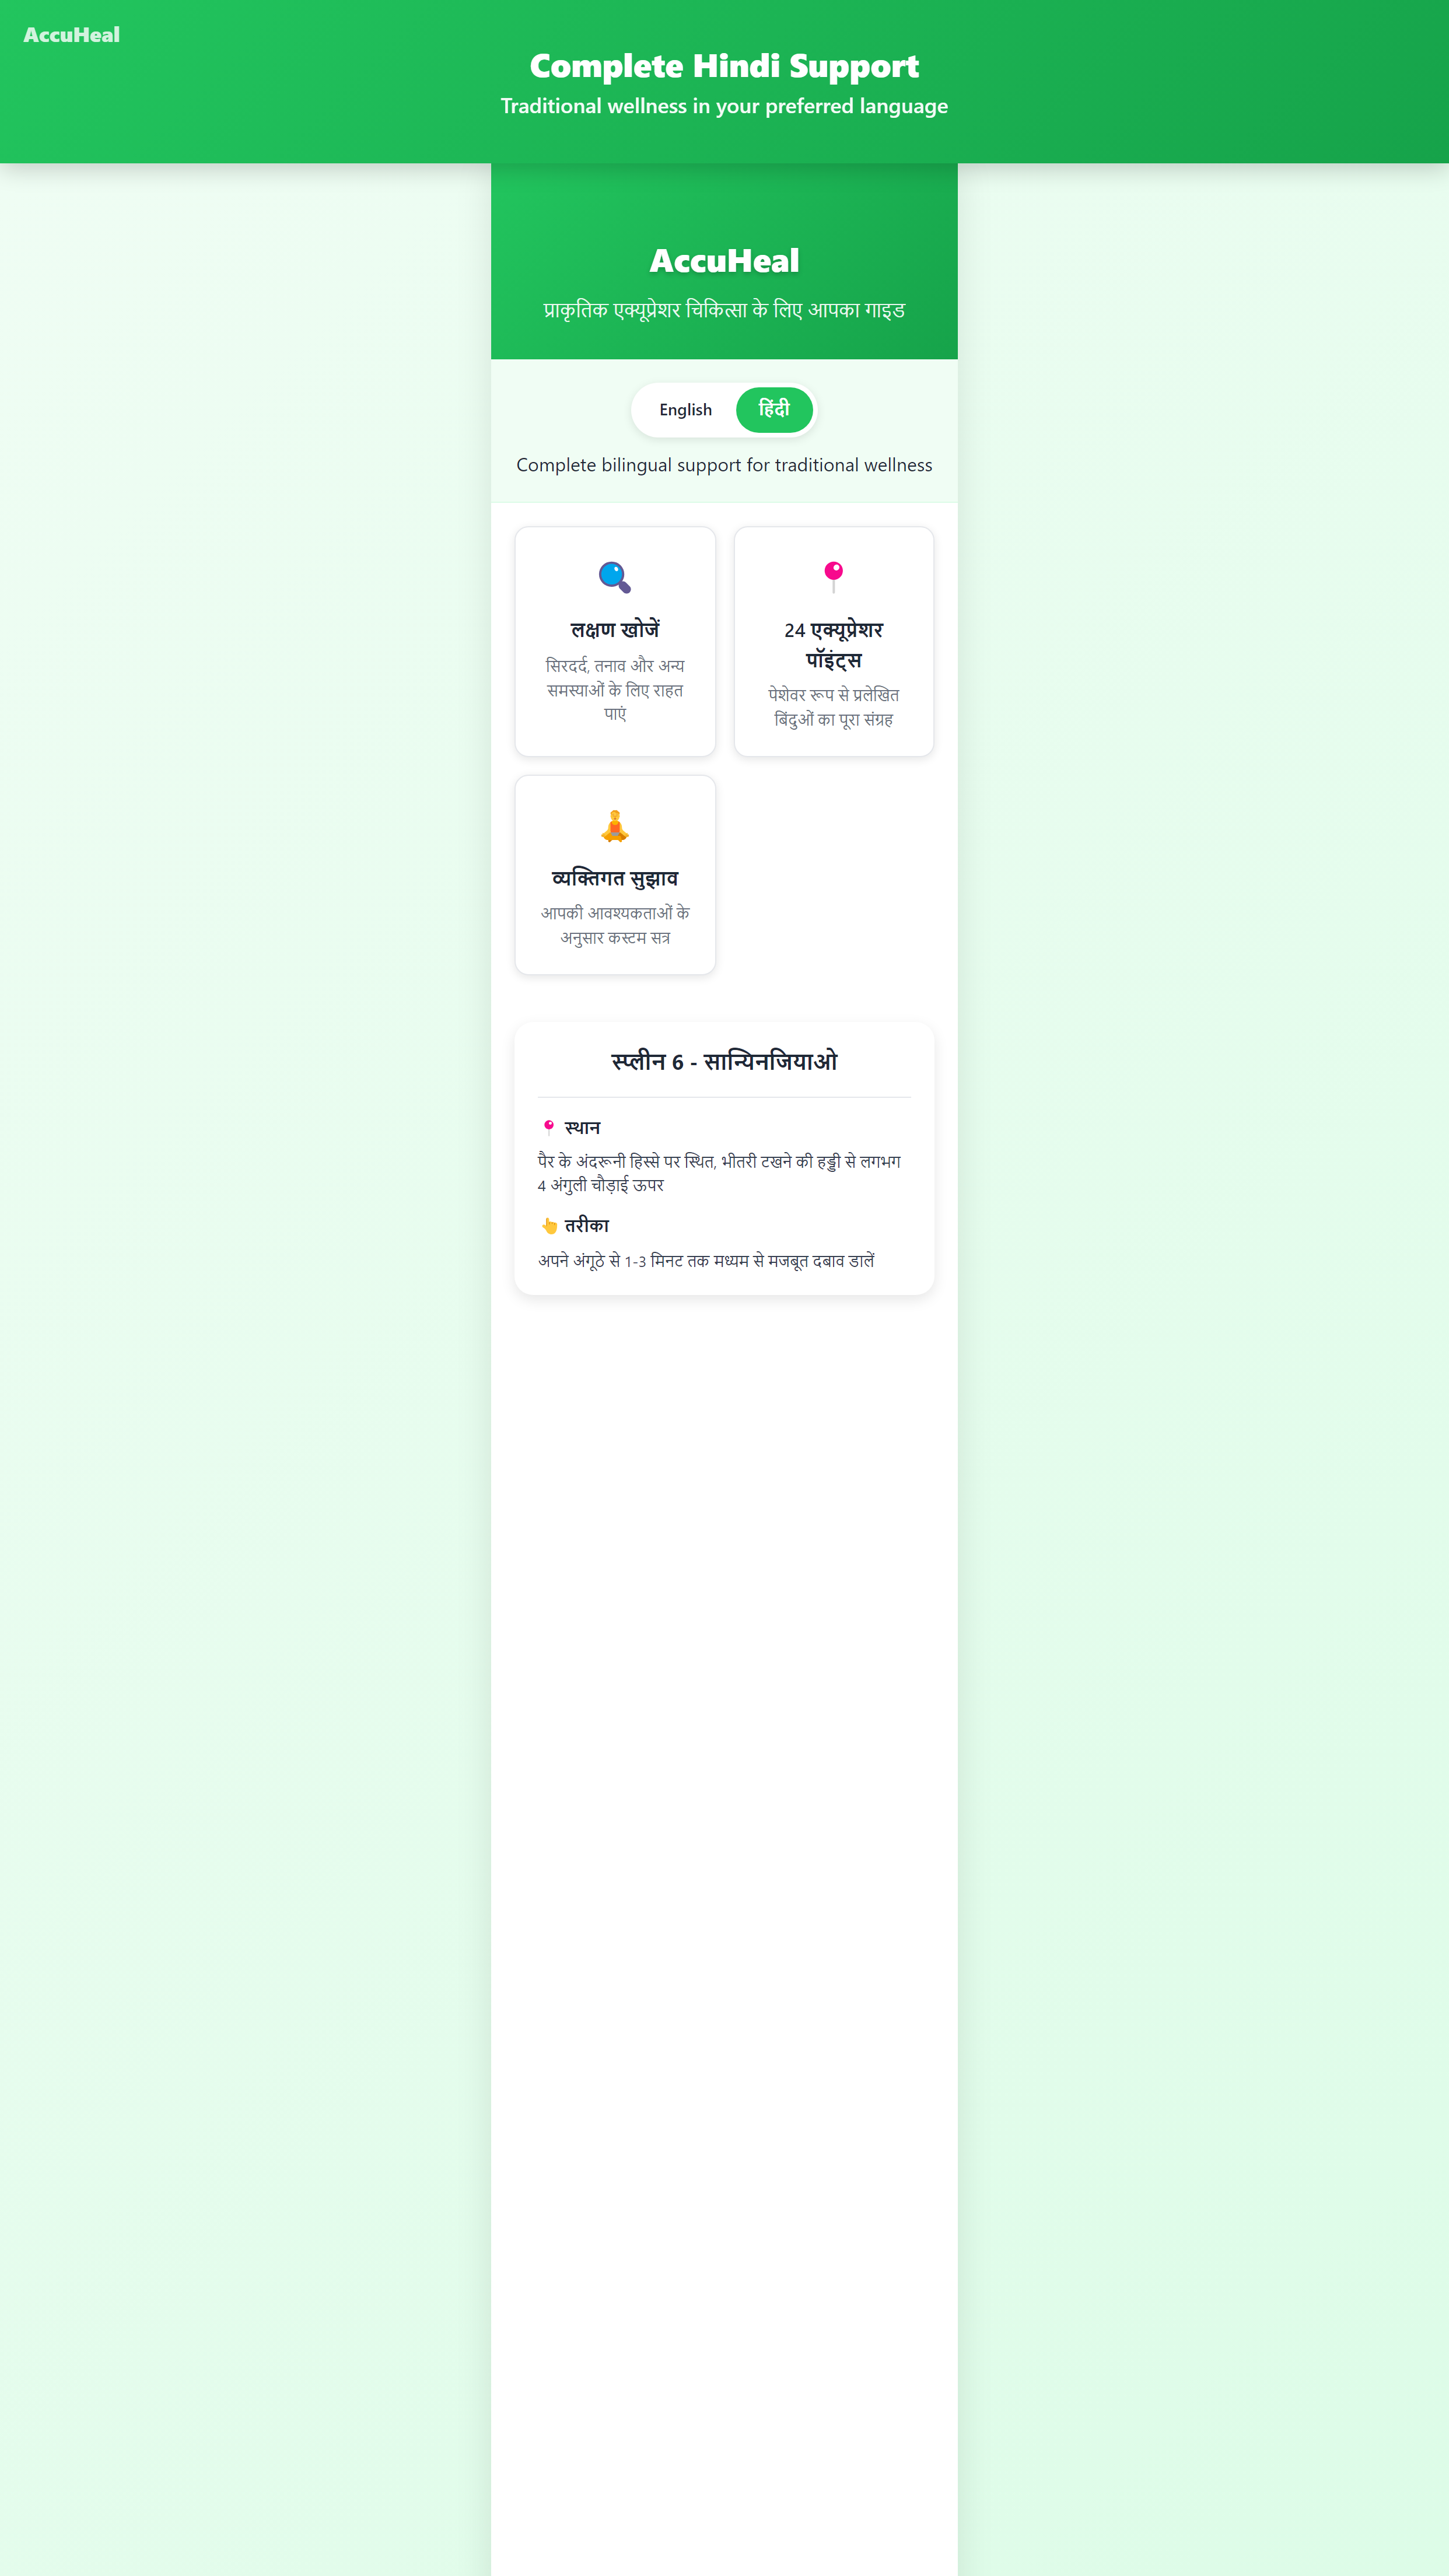 AccuHeal
Complete Hindi Support
Traditional wellness in your preferred language
AccuHeal
प्राकृतिक एक्यूप्रेशर चिकित्सा के लिए आपका गाइड
English
हिंदी
Complete bilingual support for traditional wellness
लक्षण खोजें
सिरदर्द, तनाव और अन्य
समस्याओं के लिए राहत
पाएं
24 एक्यूप्रेशर
पॉइंट्स
पेशेवर रूप से प्रलेखित
बिंदुओं का पूरा संग्रह
व्यक्तिगत सुझाव
आपकी आवश्यकताओं के
अनुसार कस्टम सत्र
स्प्लीन 6 - सान्यिनजियाओ
स्थान
पैर के अंदरूनी हिस्से पर स्थित, भीतरी टखने की हड्डी से लगभग
4 अंगुली चौड़ाई ऊपर
तरीका
अपने अंगूठे से 1-3 मिनट तक मध्यम से मजबूत दबाव डालें